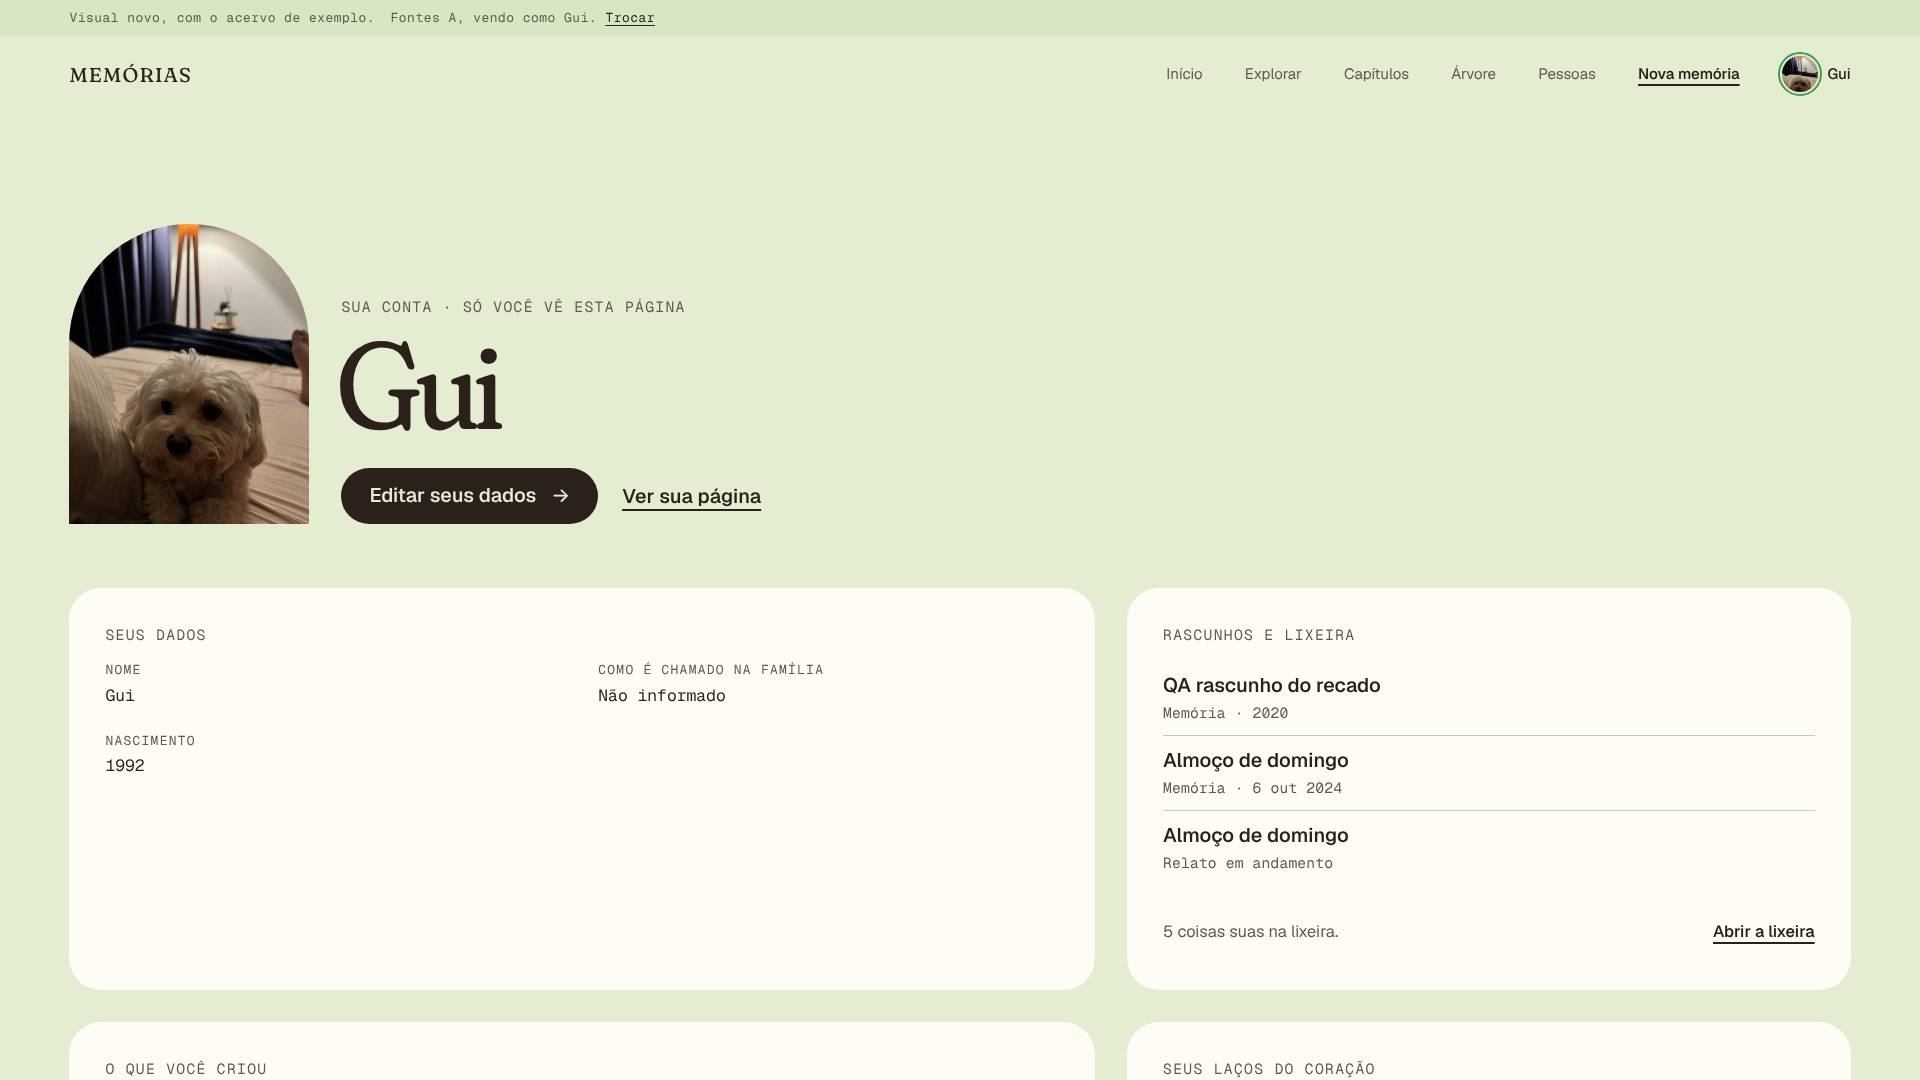 Visual novo, com o acervo de exemplo. Fontes A, vendo como Gui. Trocar
MEMÓRIAS
Início Explorar Capítulos Árvore Pessoas Nova memória Gui
SUA CONTA · SÓ VOCÊ VÊ ESTA PÁGINA
Gui
Editar seus dados →
Ver sua página
SEUS DADOS
NOME
Gui
COMO É CHAMADO NA FAMÍLIA
Não informado
NASCIMENTO
1992
RASCUNHOS E LIXEIRA
QA rascunho do recado
Memória · 2020
Almoço de domingo
Memória · 6 out 2024
Almoço de domingo
Relato em andamento
5 coisas suas na lixeira.
Abrir a lixeira
O QUE VOCÊ CRIOU
SEUS LAÇOS DO CORAÇÃO